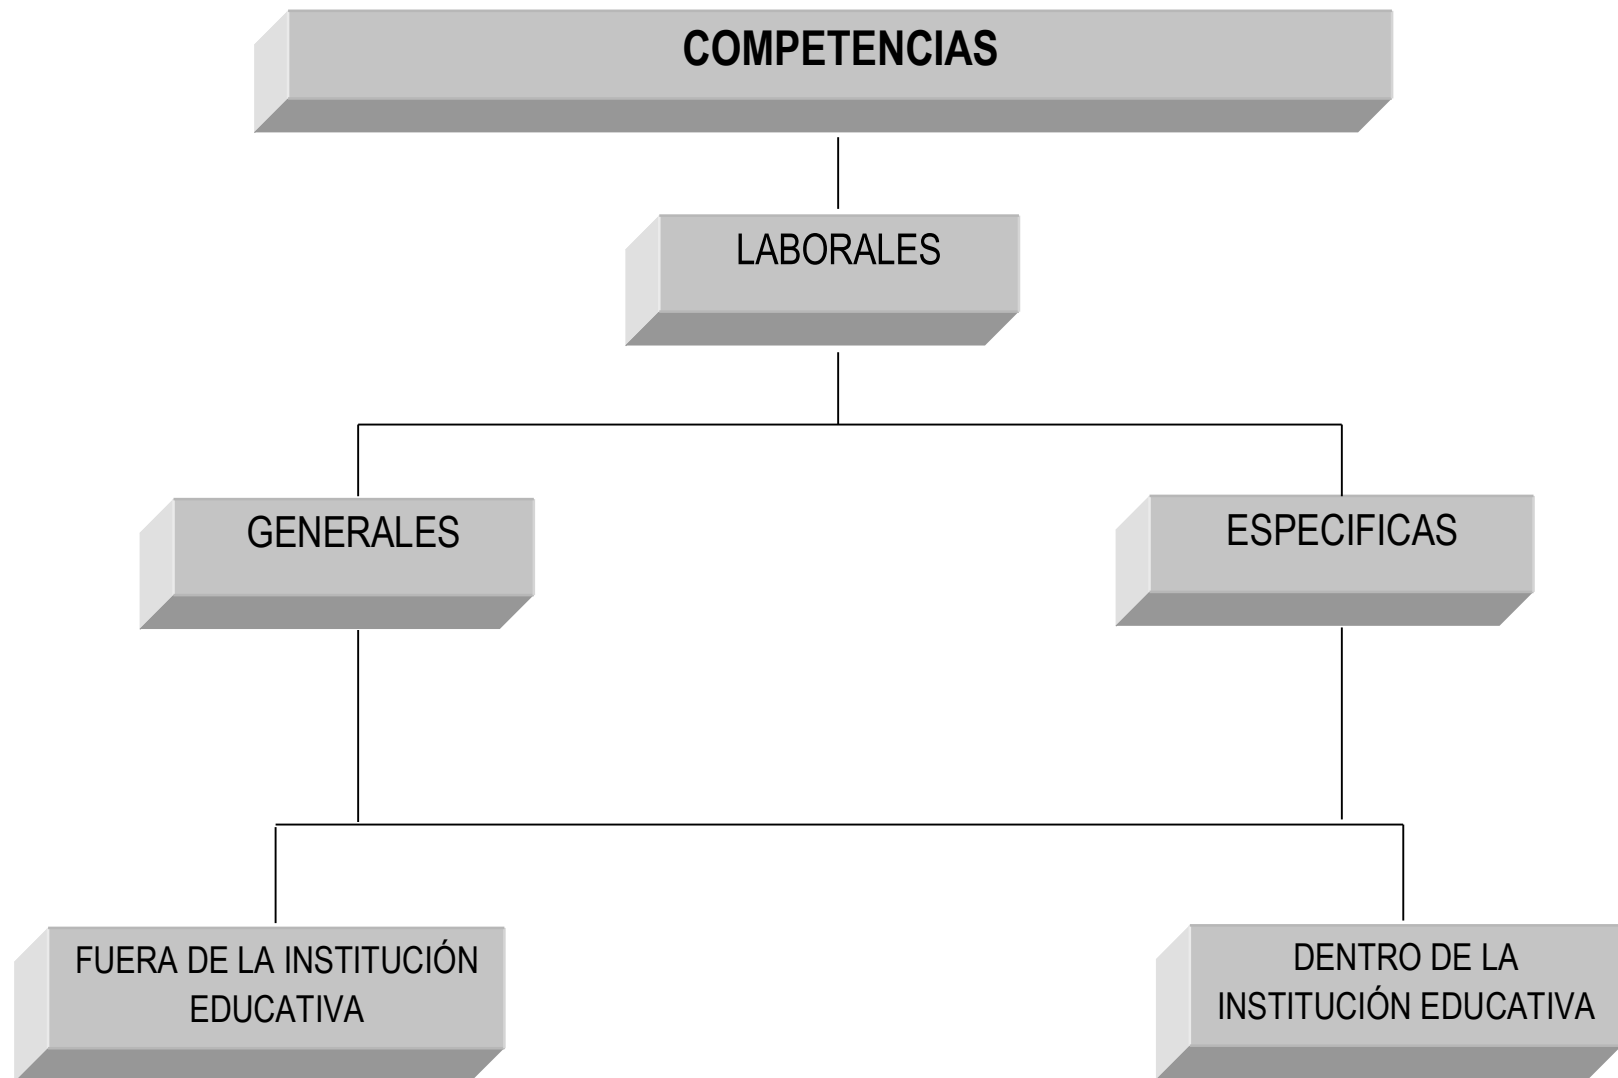 COMPETENCIAS
LABORALES
GENERALES
ESPECIFICAS
FUERA DE LA INSTITUCIÓN
EDUCATIVA
DENTRO DE LA
INSTITUCIÓN EDUCATIVA